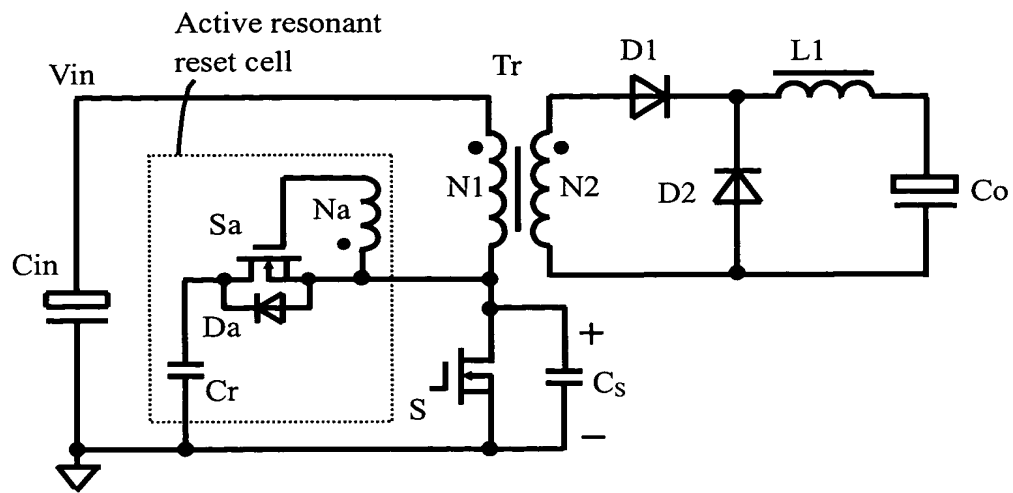 Active resonant
reset cell
Vin
Tr
D1
L1
N1
N2
D2
Co
Sa
Na
Cin
Da
Cr
S
+
Cs
−